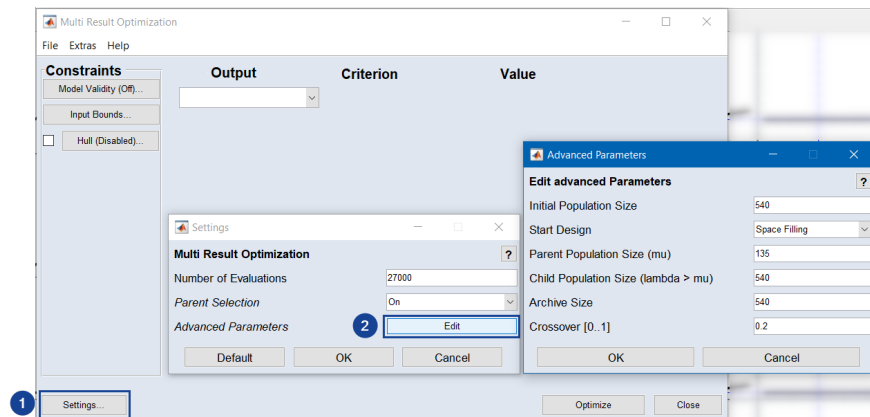 Multi Result Optimization
File Extras Help
Constraints
Output
Criterion
Value
Model Validity (Off)...
Input Bounds...
Hull (Disabled)...
Settings
Multi Result Optimization
?
Number of Evaluations
27000
Parent Selection
On
Advanced Parameters
2
Edit
Default
OK
Cancel
Advanced Parameters
Edit advanced Parameters
?
Initial Population Size
540
Start Design
Space Filling
Parent Population Size (mu)
135
Child Population Size (lambda > mu)
540
Archive Size
540
Crossover [0..1]
0.2
OK
Cancel
1
Settings...
Optimize
Close